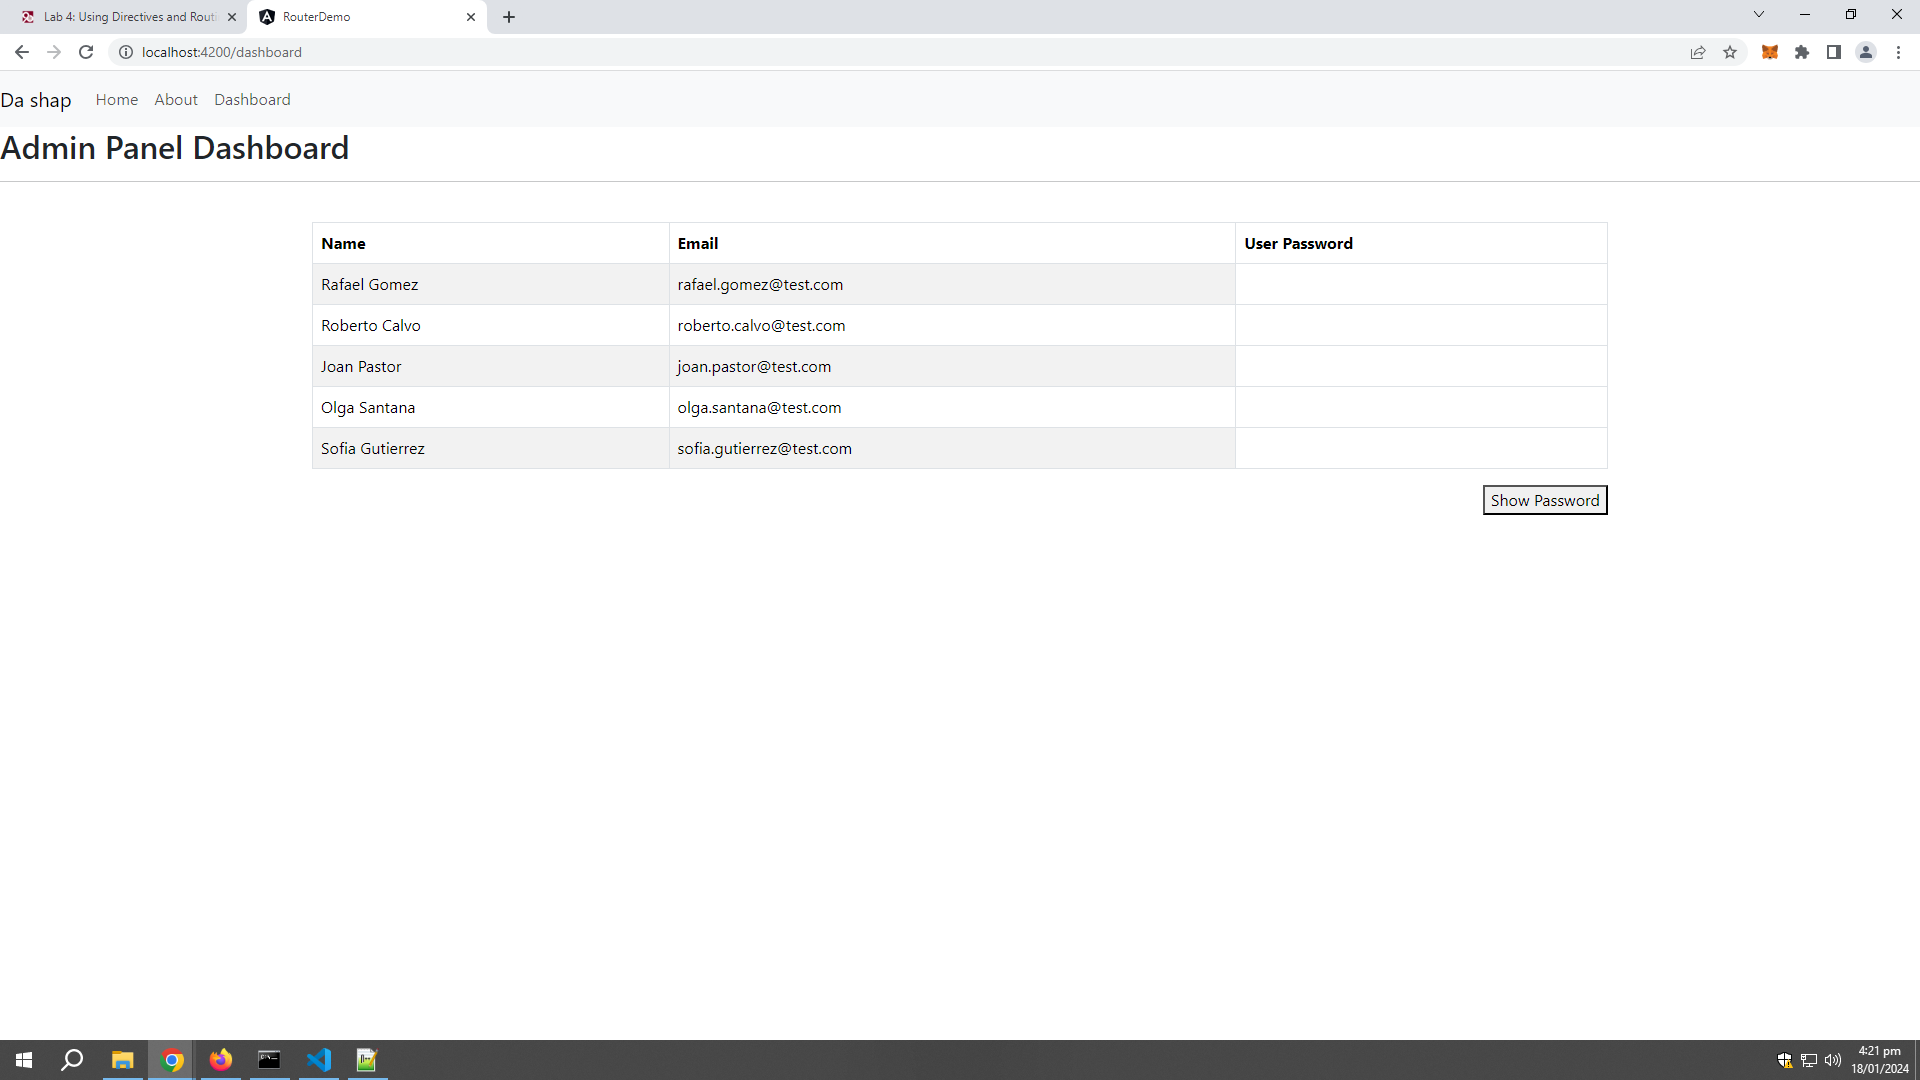 Lab 4: Using Directives and Routi
RouterDemo
localhost:4200/dashboard
Da shap Home About Dashboard
Admin Panel Dashboard
Name Email User Password
Rafael Gomez rafael.gomez@test.com
Roberto Calvo roberto.calvo@test.com
Joan Pastor joan.pastor@test.com
Olga Santana olga.santana@test.com
Sofia Gutierrez sofia.gutierrez@test.com
Show Password
4:21 pm
18/01/2024